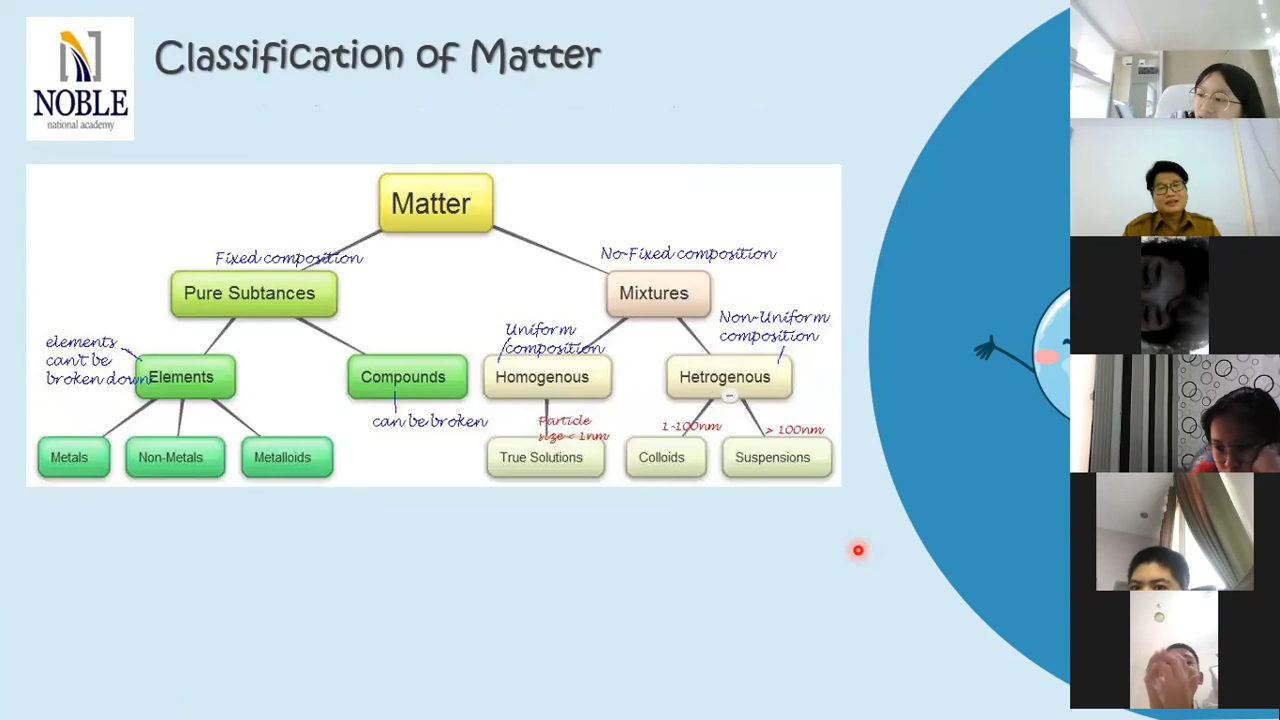 NOBLE
national academy
Classification of Matter
Matter
Fixed composition
No-Fixed composition
Pure Subtances
Mixtures
elements
can't be
broken down
Uniform
composition
Non-Uniform
composition
Elements
Compounds
Homogenous
Hetrogenous
can be broken
Particle
size < 1nm
1-100nm
> 100nm
Metals
Non-Metals
Metalloids
True Solutions
Colloids
Suspensions